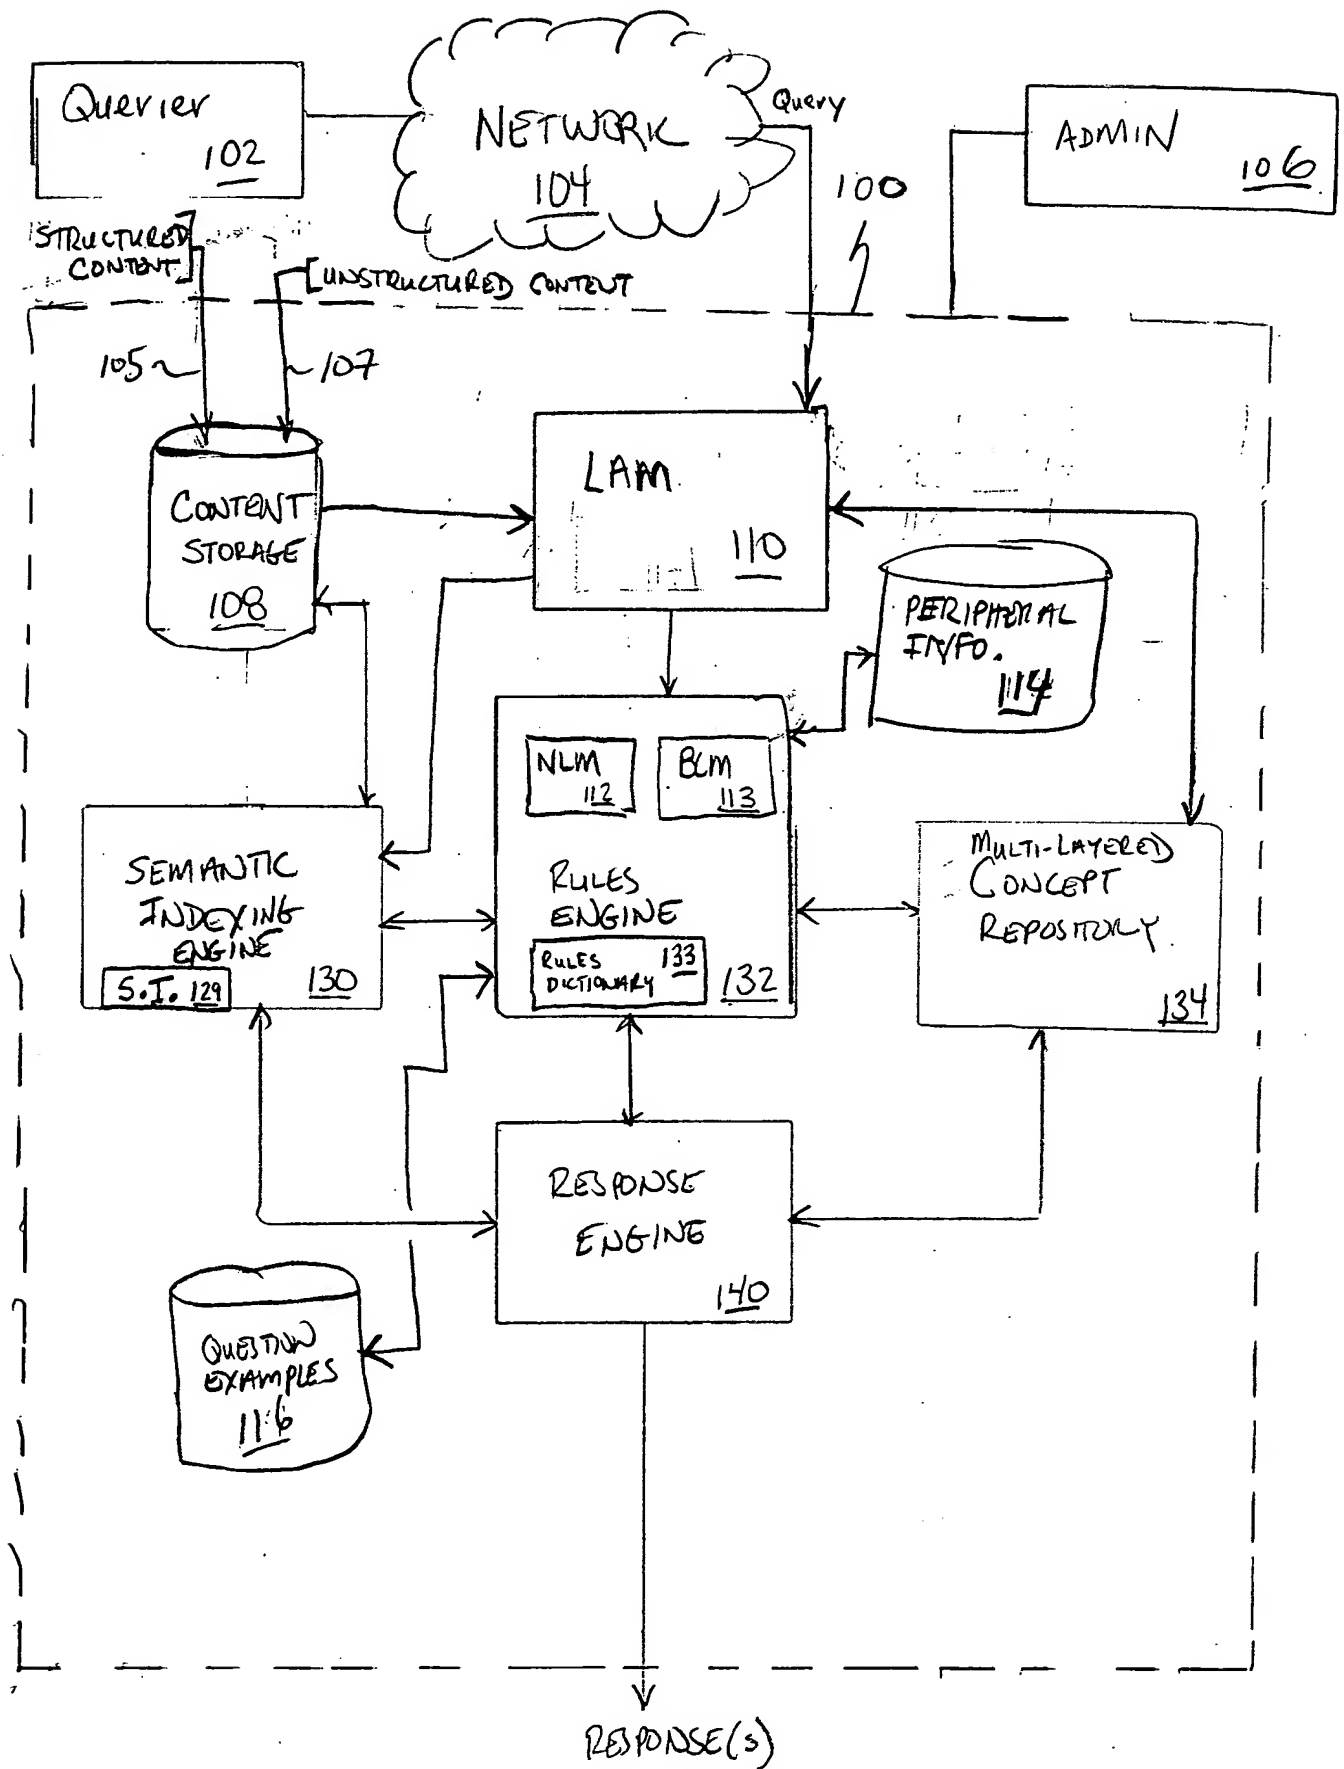 Querier
102
NETWORK
104
Query
ADMIN
106
100
STRUCTURED
CONTENT
UNSTRUCTURED CONTENT
105
107
CONTENT
STORAGE
108
LAM
110
PERIPHERAL
INFO.
114
NLM
112
BLM
113
RULES
ENGINE
RULES
DICTIONARY
133
132
SEMANTIC
INDEXING
ENGINE
S.I. 129
130
MULTI-LAYERED
CONCEPT
REPOSITORY
134
RESPONSE
ENGINE
140
QUESTION
EXAMPLES
116
RESPONSE(S)